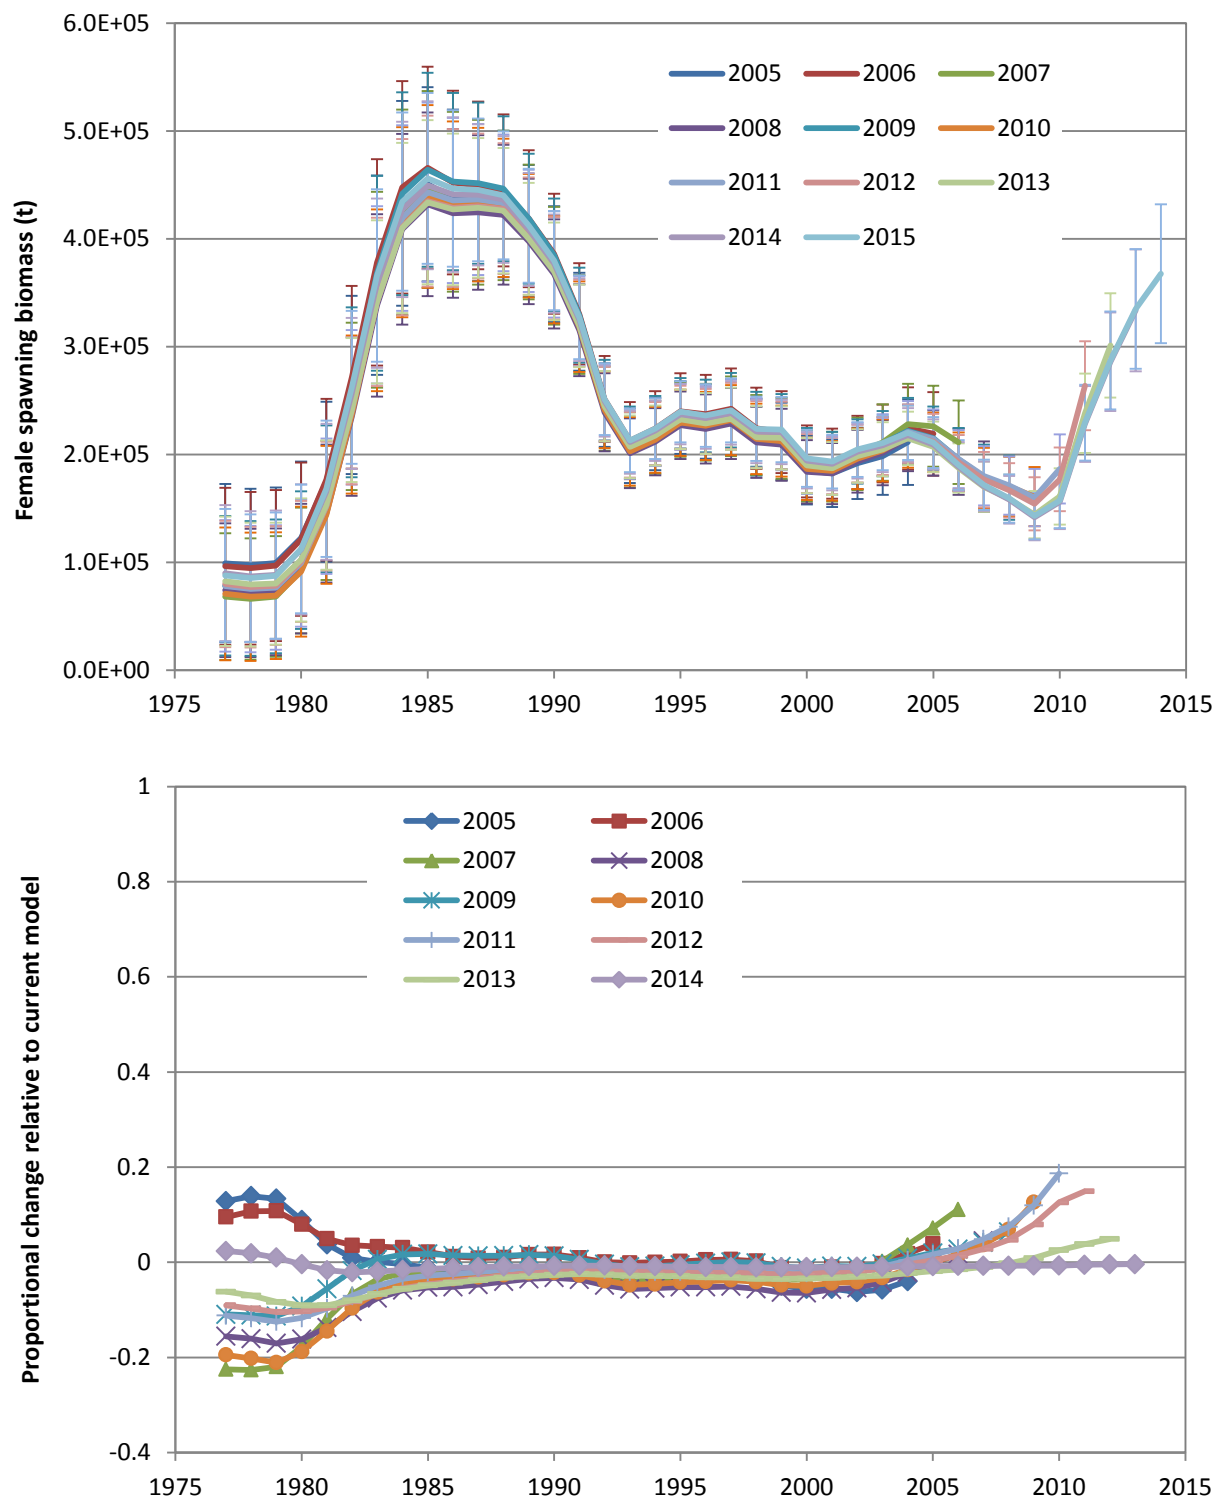 6.0E+05
5.0E+05
4.0E+05
3.0E+05
2.0E+05
1.0E+05
0.0E+00
Female spawning biomass (t)
2005 2006 2007
2008 2009 2010
2011 2012 2013
2014 2015
1975 1980 1985 1990 1995 2000 2005 2010 2015
1
0.8
0.6
0.4
0.2
0
-0.2
-0.4
Proportional change relative to current model
2005 2006
2007 2008
2009 2010
2011 2012
2013 2014
1975 1980 1985 1990 1995 2000 2005 2010 2015